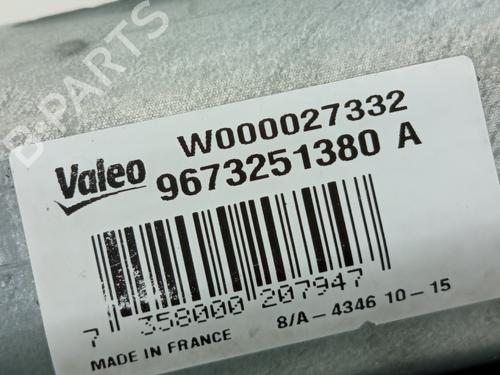 B-PARTS
W000027332
Valeo
9673251380 A
7 358000 207947
8/A-4346 10-15
MADE IN FRANCE